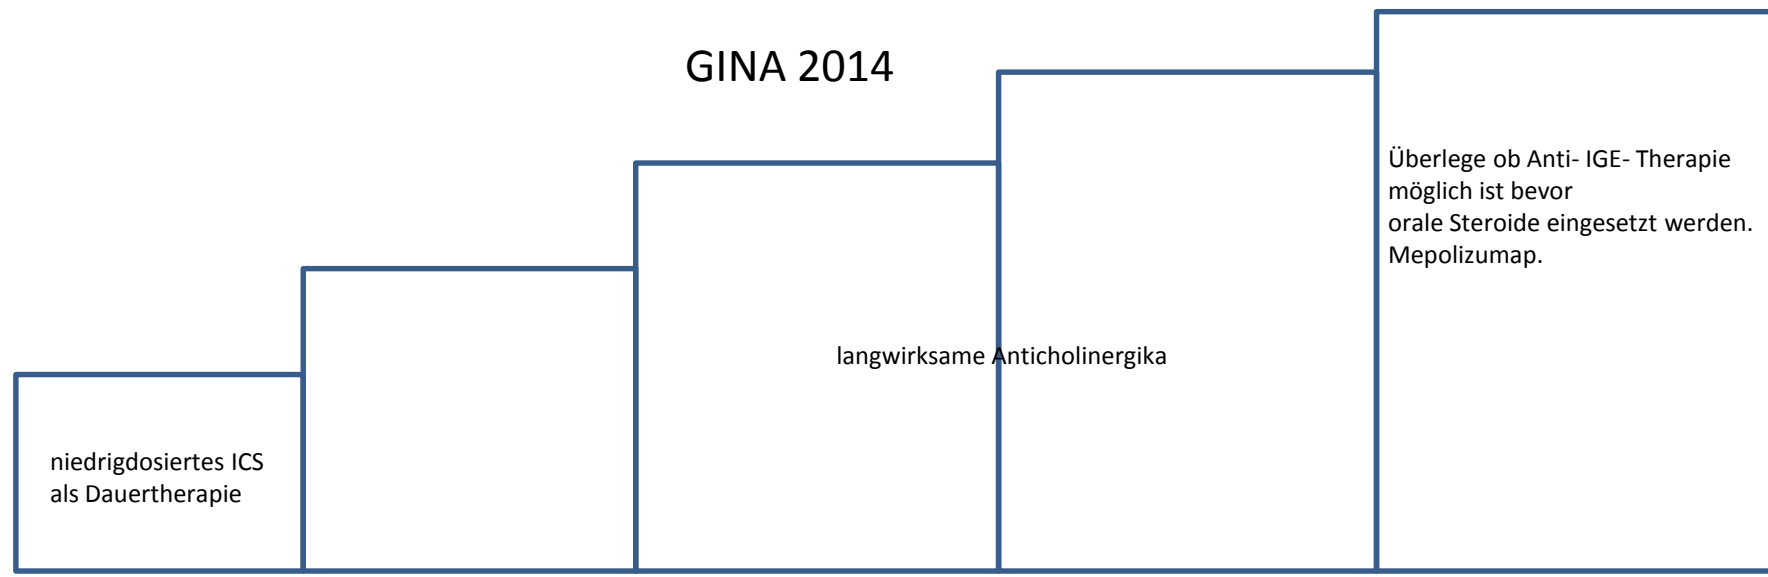 GINA 2014
Überlege ob Anti- IGE- Therapie
möglich ist bevor
orale Steroide eingesetzt werden.
Mepolizumap.
langwirksame Anticholinergika
niedrigdosiertes ICS
als Dauertherapie